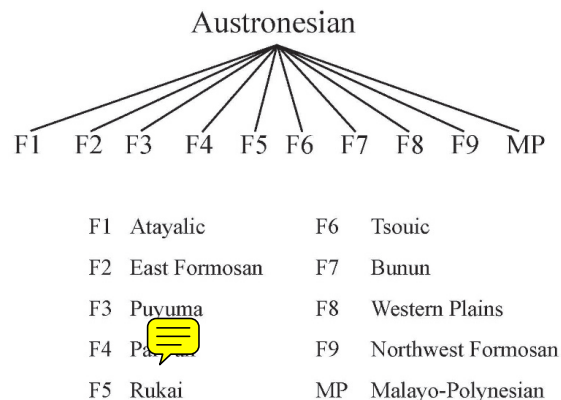 Austronesian
F1 F2 F3 F4 F5 F6 F7 F8 F9 MP
F1 Atayalic F6 Tsouic
F2 East Formosan F7 Bunun
F3 Puyuma F8 Western Plains
F4 F9 Northwest Formosan
F5 Rukai MP Malayo-Polynesian